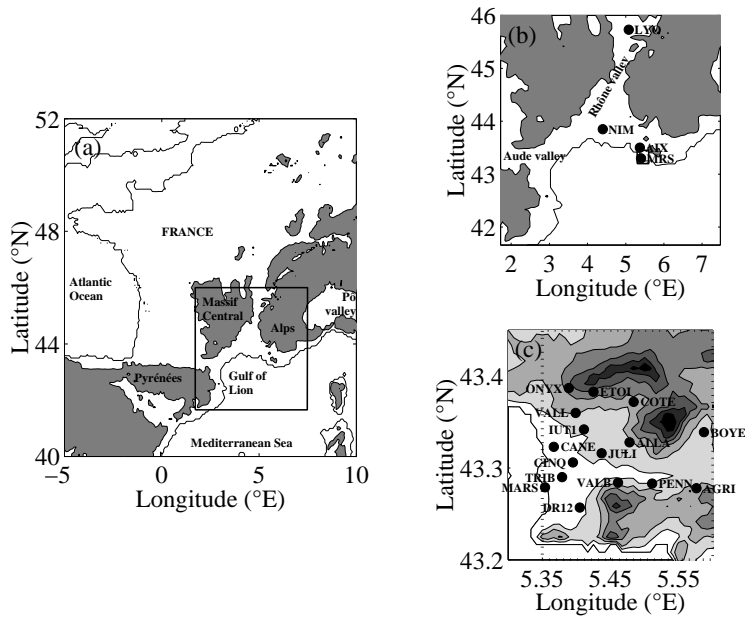 (a)
52
48
44
40
−5
0
5
10
Latitude (°N)
Longitude (°E)
FRANCE
Atlantic
Ocean
Massif
Central
Alps
Po
valley
Pyrénées
Gulf of
Lion
Mediterranean Sea
(b)
46
45
44
43
42
2
3
4
5
6
7
Latitude (°N)
Longitude (°E)
LYO
Rhône valley
NIM
AIX
MRS
Aude valley
(c)
43.4
43.3
43.2
5.35
5.45
5.55
Latitude (°N)
Longitude (°E)
ONYX
ETOI
COTE
VALL
IUT1
BOYE
ALLA
CANE
JULI
CINQ
TRIB
MARS
VALB
PENN
AGRI
DR12